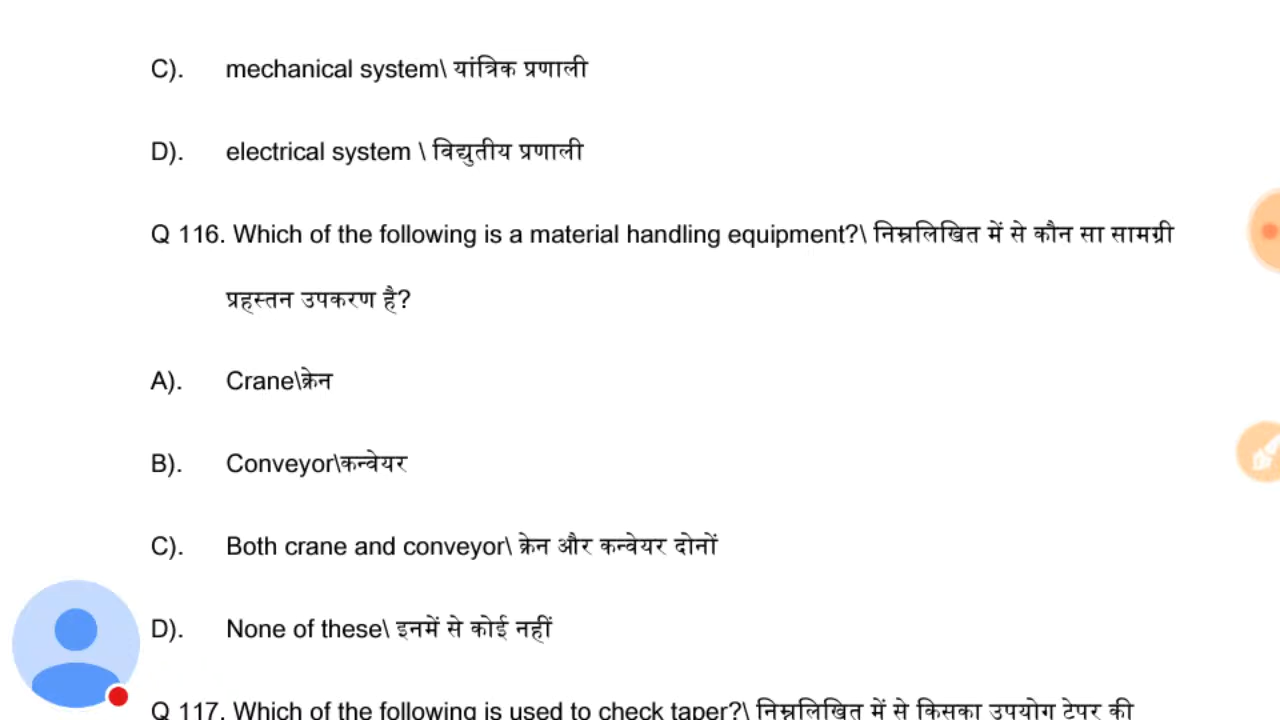 C). mechanical system\ यांत्रिक प्रणाली
D). electrical system \ विद्युतीय प्रणाली
Q 116. Which of the following is a material handling equipment?\ निम्नलिखित में से कौन सा सामग्री
प्रहस्तन उपकरण है?
A). Crane\क्रेन
B). Conveyor\कन्वेयर
C). Both crane and conveyor\ क्रेन और कन्वेयर दोनों
D). None of these\ इनमें से कोई नहीं
Q 117. Which of the following is used to check taper?\ निम्नलिखित में से किसका उपयोग टेपर की